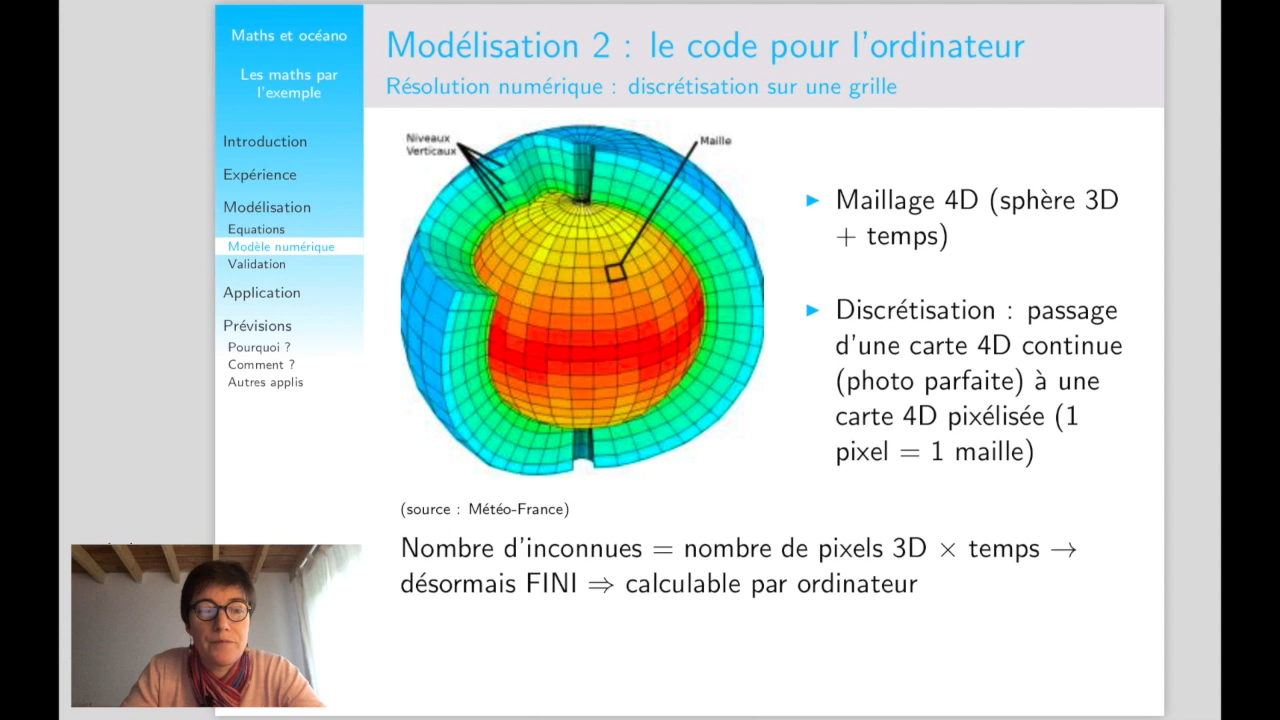 Maths et océano
Les maths par
l'exemple
Introduction
Expérience
Modélisation
Equations
Modèle numérique
Validation
Application
Prévisions
Pourquoi ?
Comment ?
Autres applis
Modélisation 2 : le code pour l'ordinateur
Résolution numérique : discrétisation sur une grille
Niveaux
Verticaux
Maille
▶ Maillage 4D (sphère 3D
+ temps)
▶ Discrétisation : passage
d'une carte 4D continue
(photo parfaite) à une
carte 4D pixélisée (1
pixel = 1 maille)
(source : Météo-France)
Nombre d'inconnues = nombre de pixels 3D × temps →
désormais FINI ⇒ calculable par ordinateur